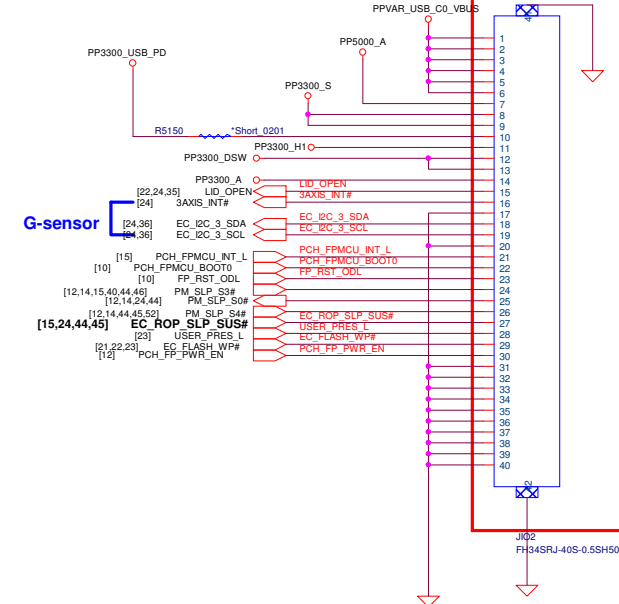 PPVAR_USB_C0_VBUS
PP5000_A
PP3300_USB_PD
PP3300_S
1
2
3
4
5
6
7
8
9
R5150 *Short_0201 10
PP3300_H1 11
PP3300_DSW 12
13
PP3300_A 14
[22,24,35] LID_OPEN LID_OPEN 15
[24] 3AXIS_INT# 3AXIS_INT# 16
17
G-sensor
[24,36] EC_I2C_3_SDA EC_I2C_3_SDA 18
[24,36] EC_I2C_3_SCL EC_I2C_3_SCL 19
20
[15] PCH_FPMCU_INT_L PCH_FPMCU_INT_L 21
[10] PCH_FPMCU_BOOT0 PCH_FPMCU_BOOT0 22
[10] FP_RST_ODL FP_RST_ODL 23
[12,14,15,40,44,46] PM_SLP_S3# 24
[12,14,24,44] PM_SLP_S0# 25
[12,14,44,45,52] PM_SLP_S4# 26
[15,24,44,45] EC_ROP_SLP_SUS# EC_ROP_SLP_SUS# 27
[23] USER_PRES_L USER_PRES_L 28
[21,22,23] EC_FLASH_WP# EC_FLASH_WP# 29
[12] PCH_FP_PWR_EN PCH_FP_PWR_EN 30
31
32
33
34
35
36
37
38
39
40
JIO2
FH34SRJ-40S-0.5SH50